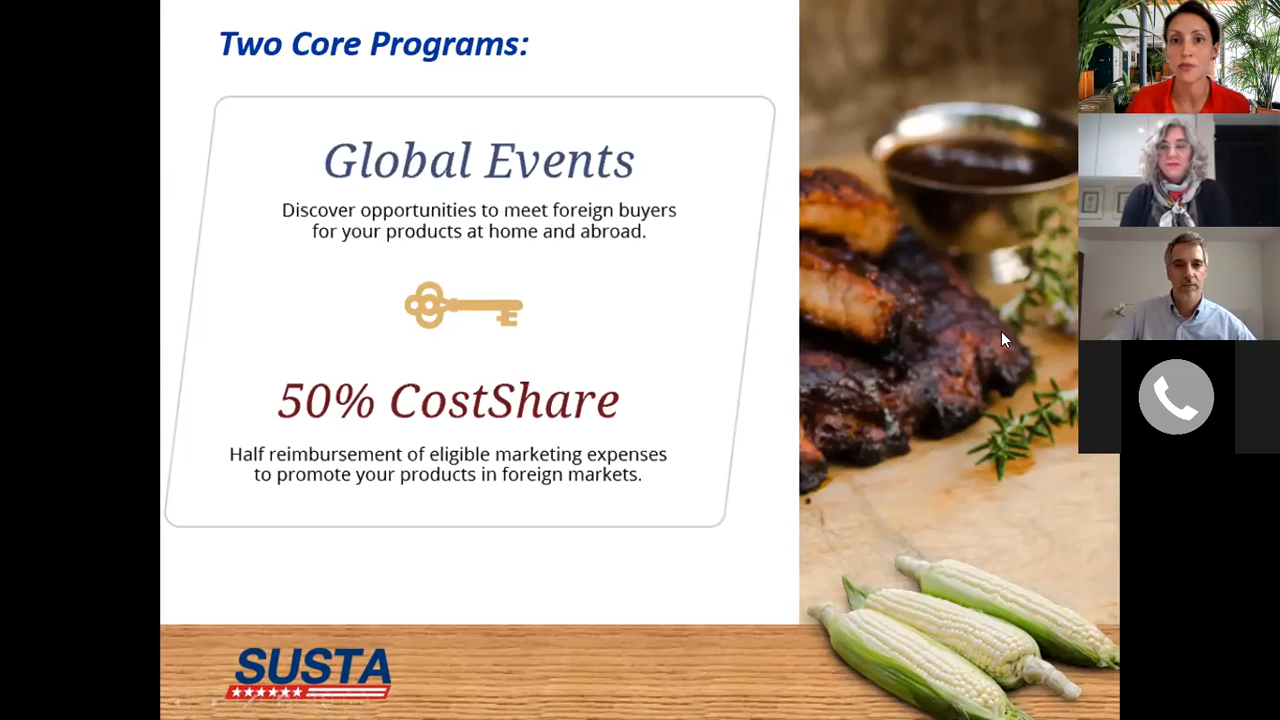 Two Core Programs:
Global Events
Discover opportunities to meet foreign buyers
for your products at home and abroad.
50% CostShare
Half reimbursement of eligible marketing expenses
to promote your products in foreign markets.
SUSTA